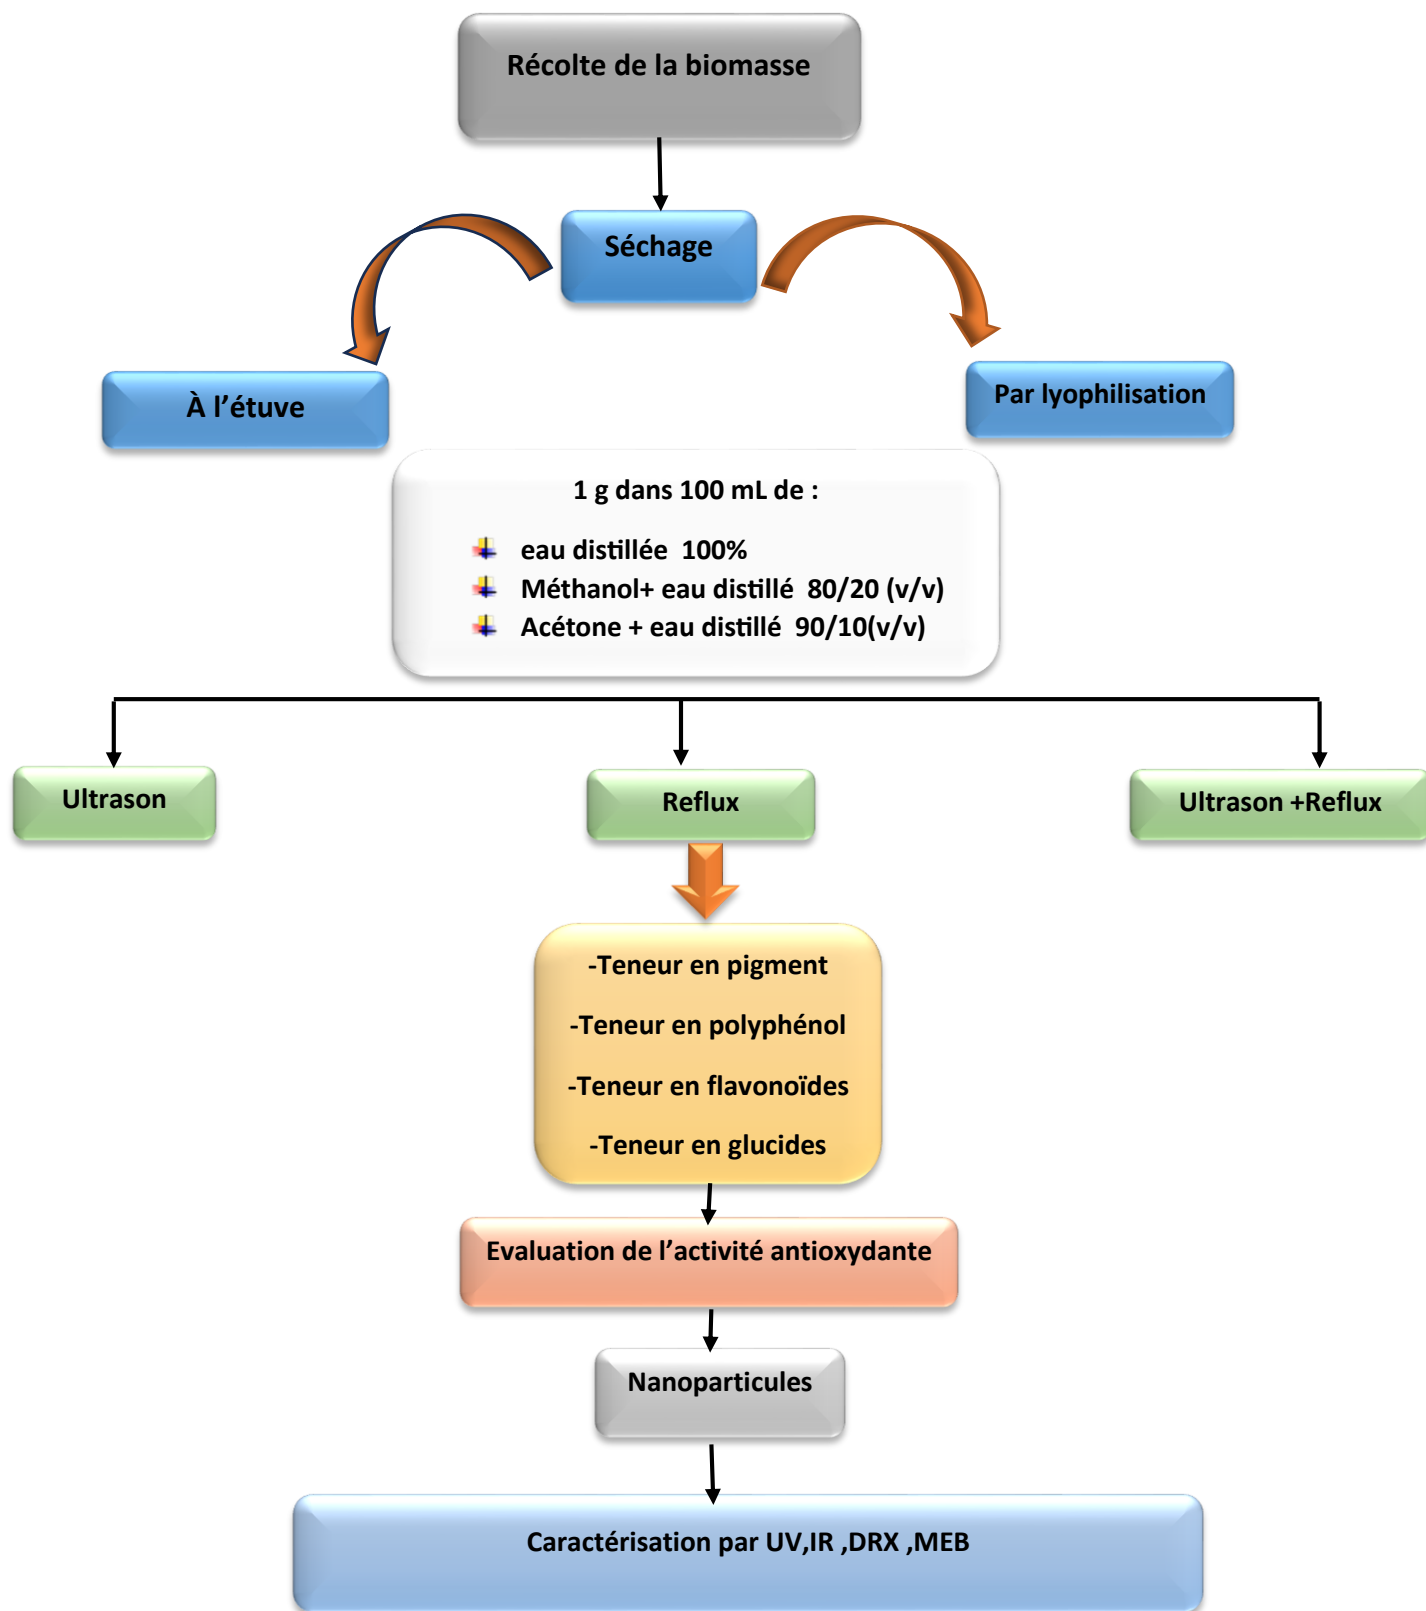 Récolte de la biomasse
Séchage
À l’étuve
Par lyophilisation
1 g dans 100 mL de :
eau distillée  100%
Méthanol+ eau distillé  80/20 (v/v)
Acétone + eau distillé  90/10(v/v)
Ultrason
Reflux
Ultrason +Reflux
-Teneur en pigment
-Teneur en polyphénol
-Teneur en flavonoïdes
-Teneur en glucides
Evaluation de l’activité antioxydante
Nanoparticules
Caractérisation par UV,IR ,DRX ,MEB